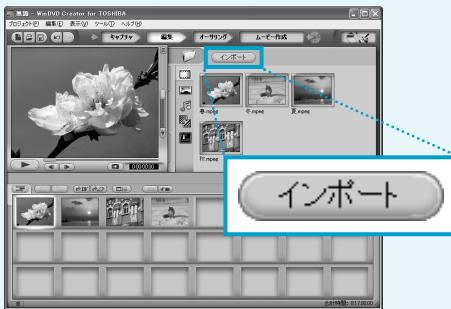 無題 - WinDVD Creator for TOSHIBA
プロジェクト(P) 編集(E) 表示(V) ツール(T) ヘルプ(H)
キャプチャ 編集 オーサリング ムービー作成
インポート
春.mpeg 冬.mpeg 夏.mpeg
秋.mpeg
インポート